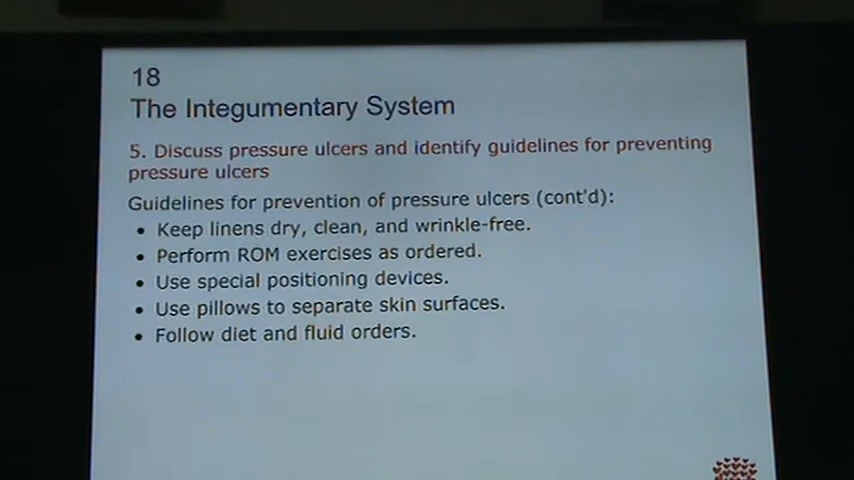 18
The Integumentary System
5. Discuss pressure ulcers and identify guidelines for preventing
pressure ulcers
Guidelines for prevention of pressure ulcers (cont'd):
• Keep linens dry, clean, and wrinkle-free.
• Perform ROM exercises as ordered.
• Use special positioning devices.
• Use pillows to separate skin surfaces.
• Follow diet and fluid orders.